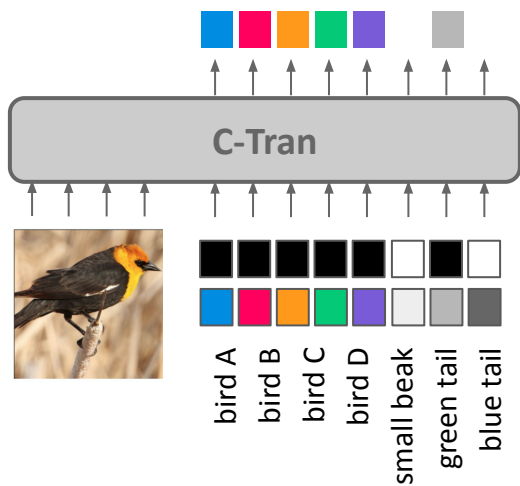 C-Tran
bird A
bird B
bird C
bird D
small beak
green tail
blue tail